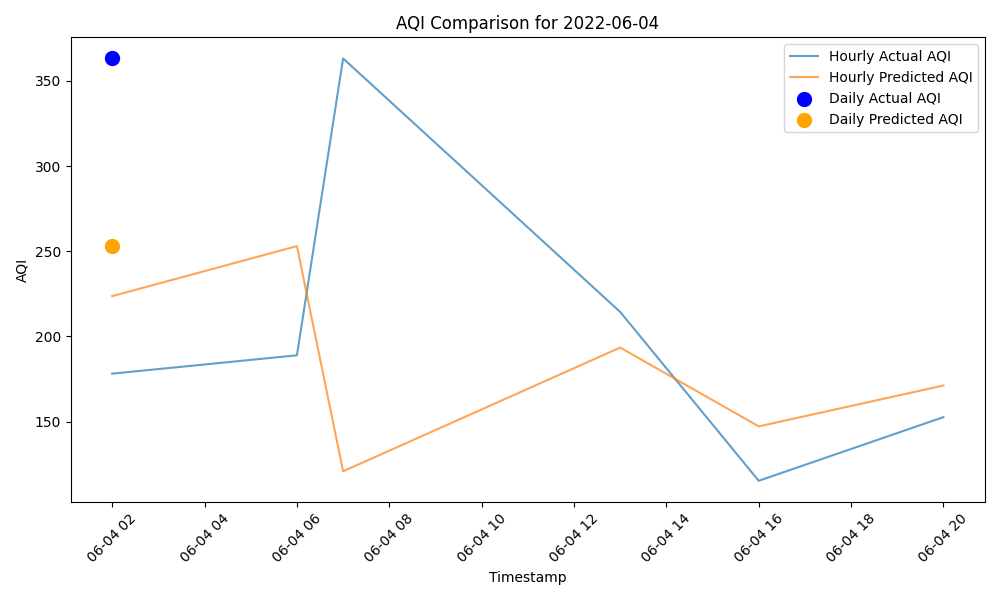 AQI Comparison for 2022-06-04
Hourly Actual AQI
Hourly Predicted AQI
Daily Actual AQI
Daily Predicted AQI
350
300
250
200
150
AQI
06-04 02
06-04 04
06-04 06
06-04 08
06-04 10
06-04 12
06-04 14
06-04 16
06-04 18
06-04 20
Timestamp